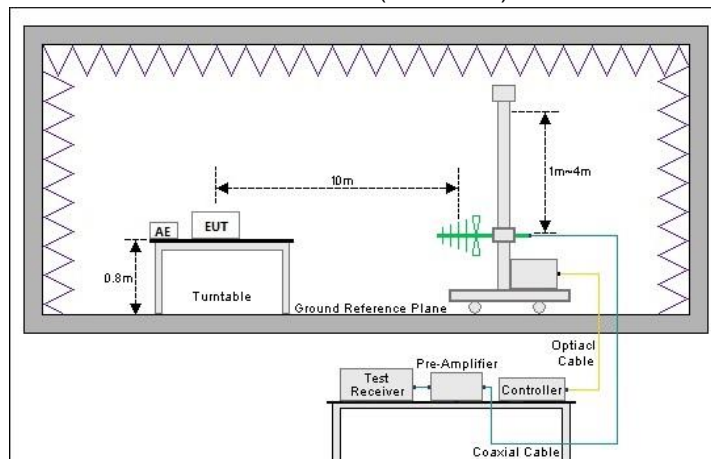 10m
1m~4m
AE
EUT
0.8m
Turntable
Ground Reference Plane
Optiacl
Cable
Pre-Amplifier
Test
Receiver
Controller
Coaxial Cable